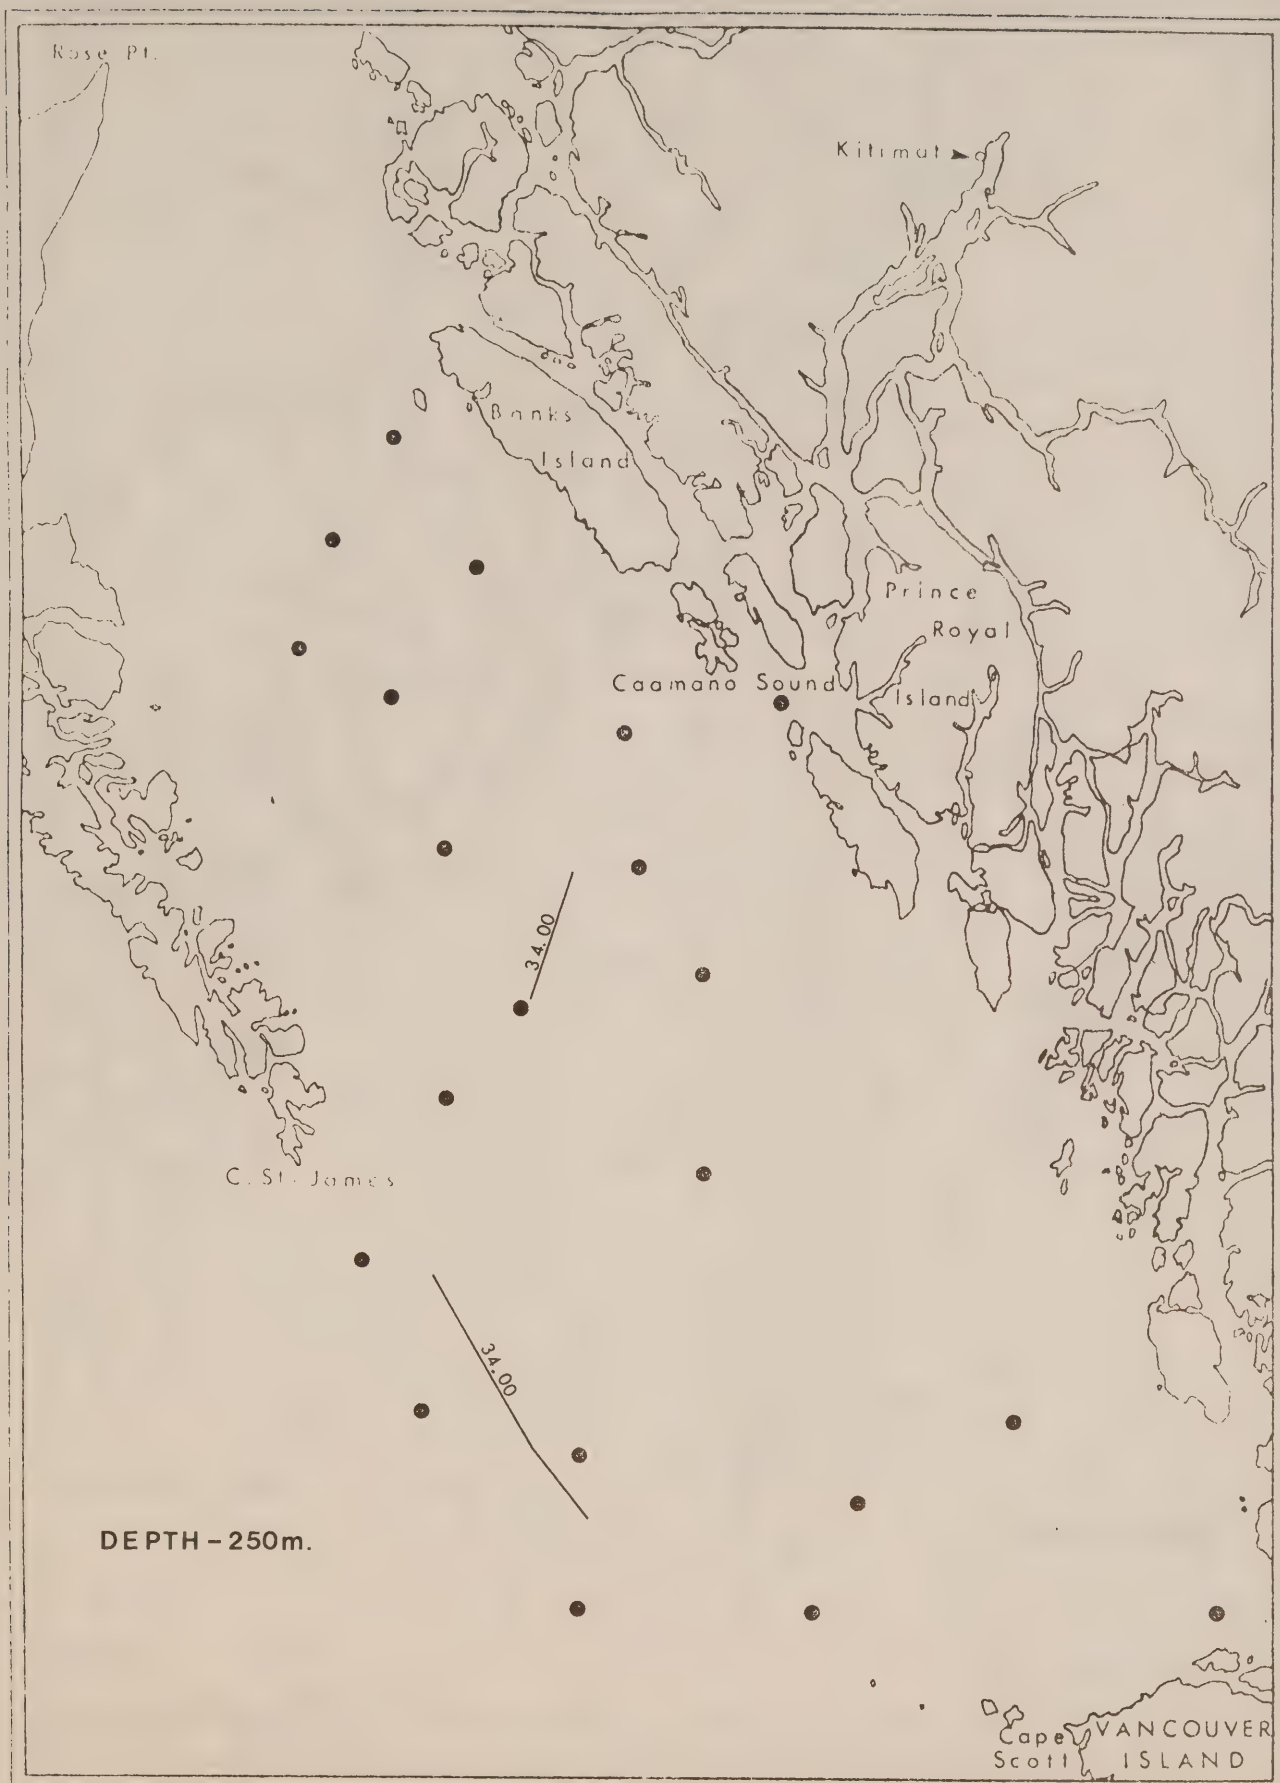 Rose Pt.
Kitimat
Banks
Island
Prince
Royal
Island
Caamano Sound
34.00
C. St. James
34.00
DEPTH - 250m.
Cape
Scott
VANCOUVER
ISLAND